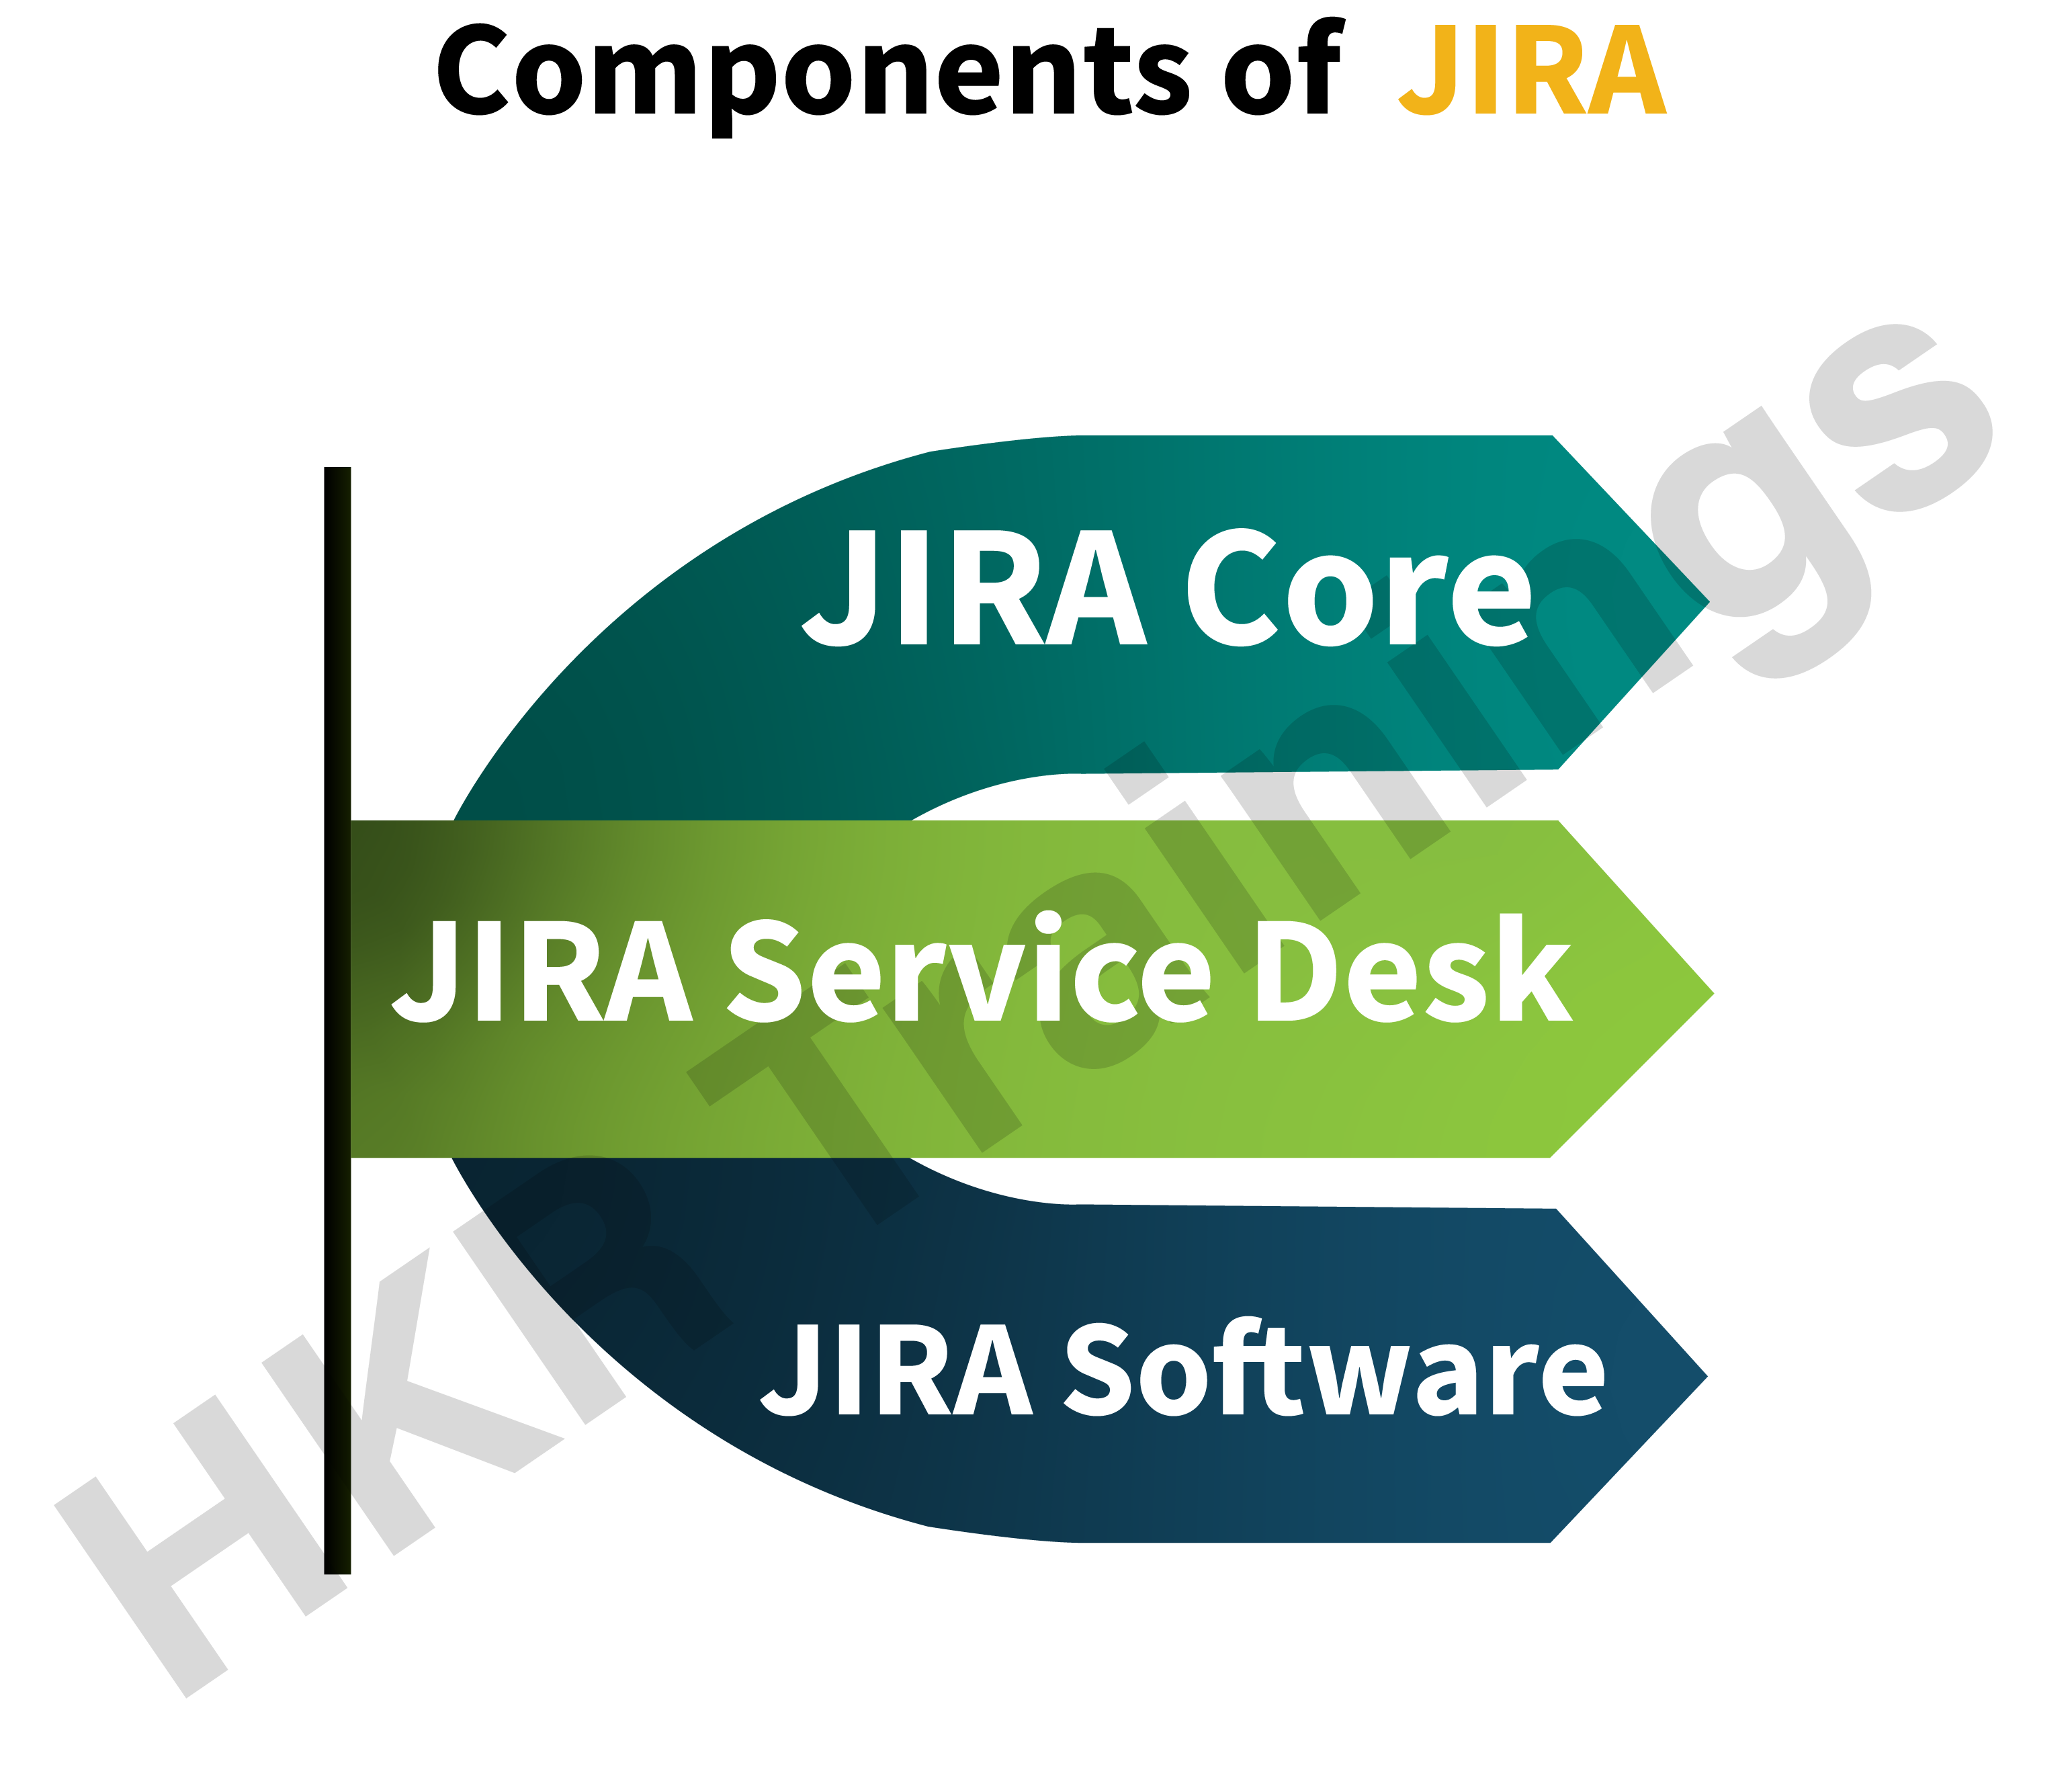 Components of JIRA
JIRA Core
JIRA Service Desk
JIRA Software
HKR Trainings